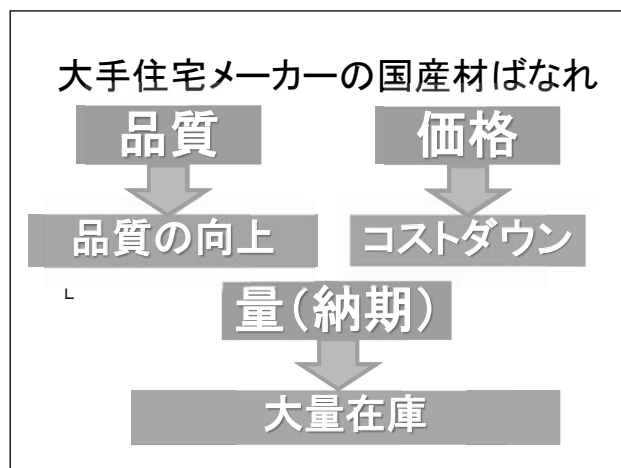 大手住宅メーカーの国産材ばなれ
品質
価格
品質の向上
コストダウン
量(納期)
大量在庫